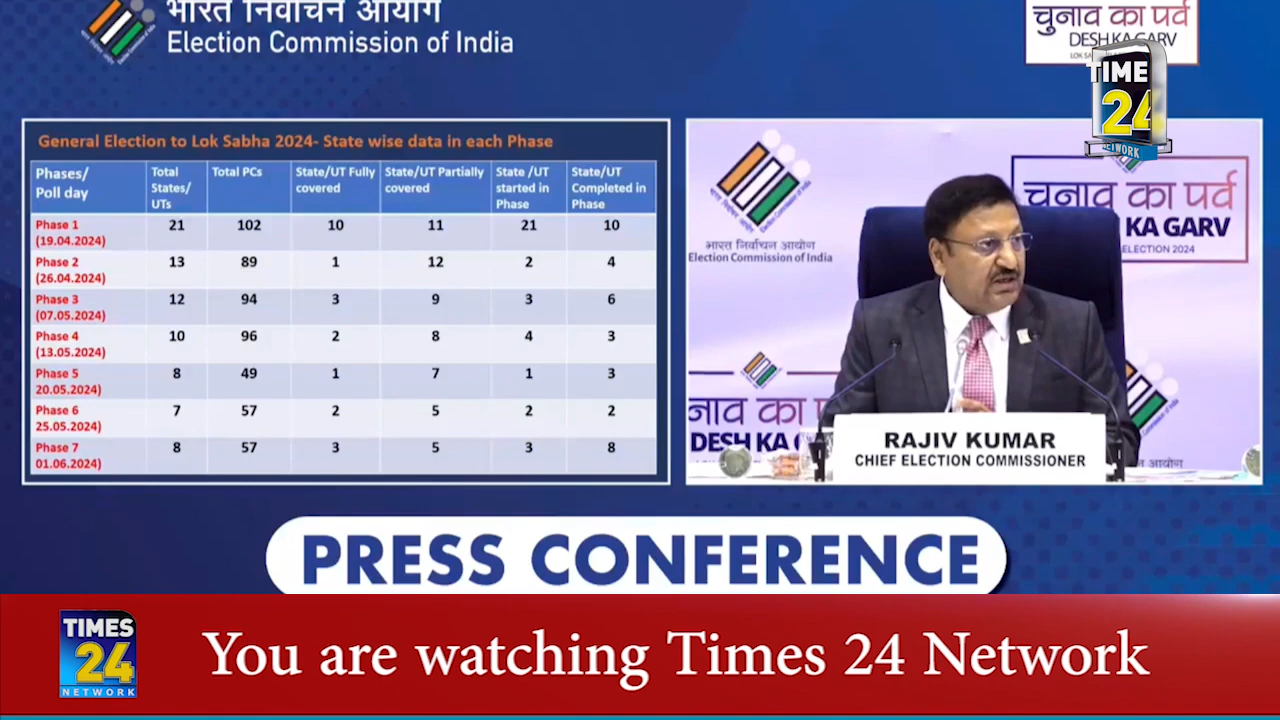 भारत निर्वाचन आयोग
Election Commission of India
चुनाव का पर्व
DESH KA GARV
TIMES
24
NETWORK
General Election to Lok Sabha 2024- State wise data in each Phase
Phases/ Poll day | Total States/ UTs | Total PCs | State/UT Fully covered | State/UT Partially covered | State /UT started in Phase | State/UT Completed in Phase
Phase 1 (19.04.2024) | 21 | 102 | 10 | 11 | 21 | 10
Phase 2 (26.04.2024) | 13 | 89 | 1 | 12 | 2 | 4
Phase 3 (07.05.2024) | 12 | 94 | 3 | 9 | 3 | 6
Phase 4 (13.05.2024) | 10 | 96 | 2 | 8 | 4 | 3
Phase 5 20.05.2024) | 8 | 49 | 1 | 7 | 1 | 3
Phase 6 25.05.2024) | 7 | 57 | 2 | 5 | 2 | 2
Phase 7 01.06.2024) | 8 | 57 | 3 | 5 | 3 | 8
भारत निर्वाचन आयोग
Election Commission of India
चुनाव का पर्व
KA GARV
ELECTION 2024
नाव का प
DESH KA G
आयोग
RAJIV KUMAR
CHIEF ELECTION COMMISSIONER
PRESS CONFERENCE
TIMES
24
NETWORK
You are watching Times 24 Network